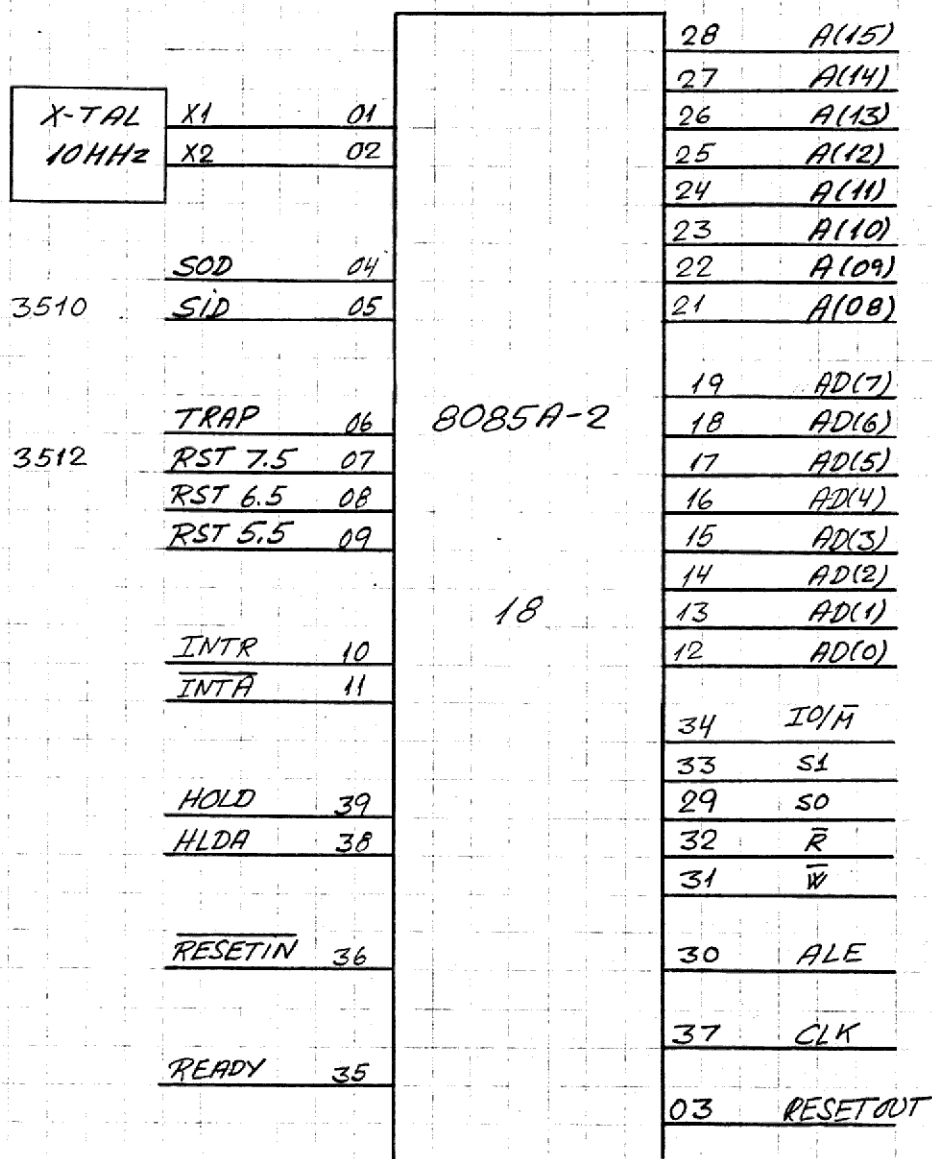 X-TAL
10MHz
X1 01
X2 02
SOD 04
3510 SID 05
TRAP 06
3512 RST 7.5 07
RST 6.5 08
RST 5.5 09
INTR 10
I̅N̅T̅A̅ 11
HOLD 39
HLDA 38
R̅E̅S̅E̅T̅I̅N̅ 36
READY 35
8085A-2
18
28 A(15)
27 A(14)
26 A(13)
25 A(12)
24 A(11)
23 A(10)
22 A(09)
21 A(08)
19 AD(7)
18 AD(6)
17 AD(5)
16 AD(4)
15 AD(3)
14 AD(2)
13 AD(1)
12 AD(0)
34 IO/M̅
33 S1
29 S0
32 R̅
31 W̅
30 ALE
37 CLK
03 RESETOUT